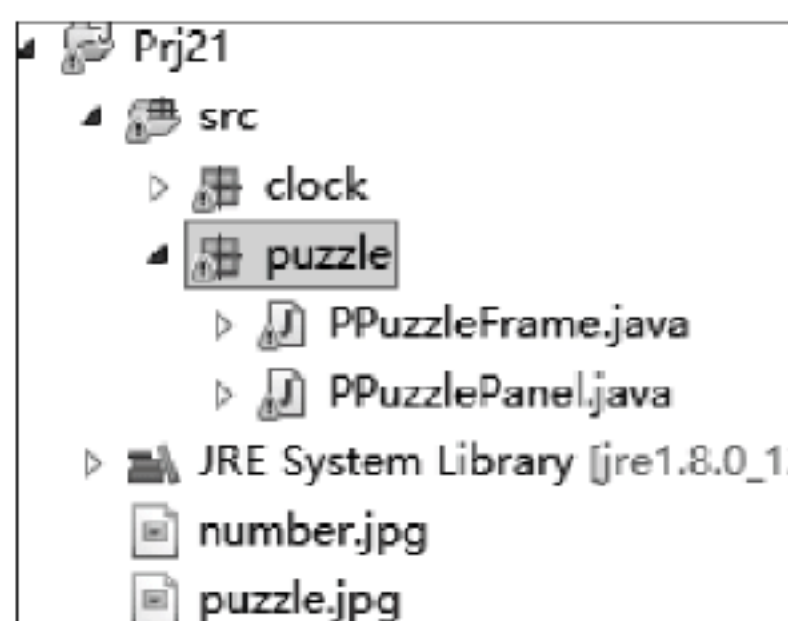 Prj21
src
clock
puzzle
PPuzzleFrame.java
PPuzzlePanel.java
JRE System Library [jre1.8.0_1
number.jpg
puzzle.jpg